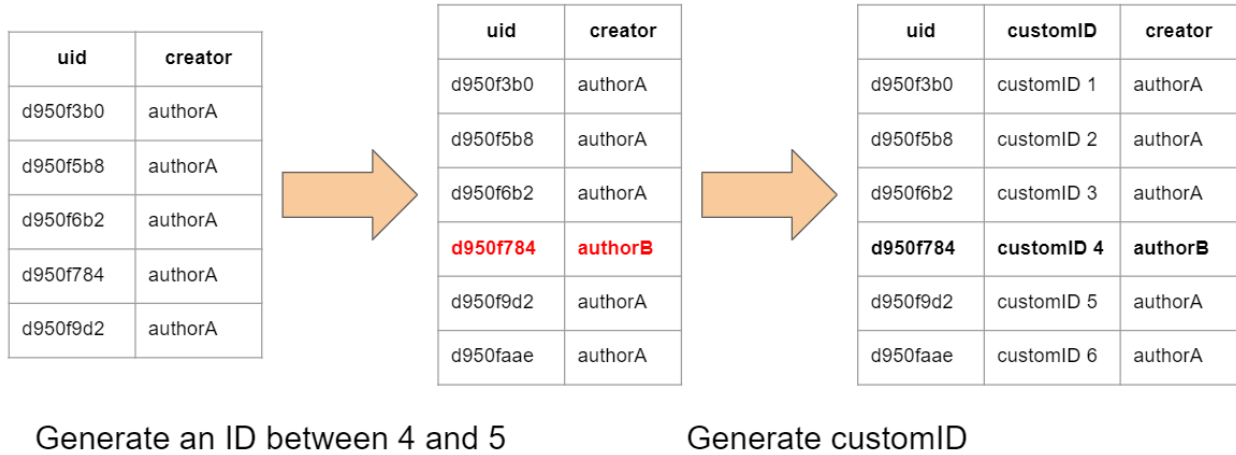 uid creator
d950f3b0 authorA
d950f5b8 authorA
d950f6b2 authorA
d950f784 authorA
d950f9d2 authorA
uid creator
d950f3b0 authorA
d950f5b8 authorA
d950f6b2 authorA
d950f784 authorB
d950f9d2 authorA
d950faae authorA
uid customID creator
d950f3b0 customID 1 authorA
d950f5b8 customID 2 authorA
d950f6b2 customID 3 authorA
d950f784 customID 4 authorB
d950f9d2 customID 5 authorA
d950faae customID 6 authorA
Generate an ID between 4 and 5
Generate customID